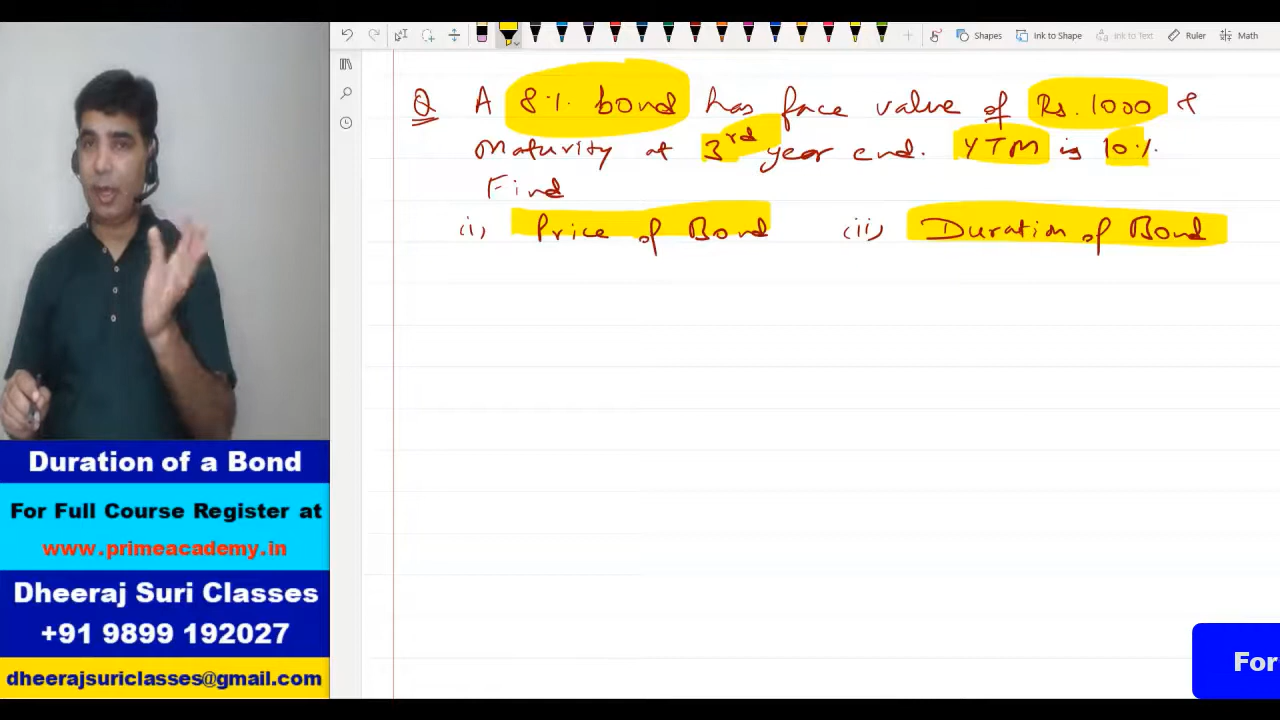 Shapes Ink to Shape Ink to Text Ruler Math
Q A 8% bond has face value of Rs. 1000 &
Maturity at 3rd year end. YTM is 10%.
Find
(i) Price of Bond (ii) Duration of Bond
Duration of a Bond
For Full Course Register at
www.primeacademy.in
Dheeraj Suri Classes
+91 9899 192027
dheerajsuriclasses@gmail.com
For